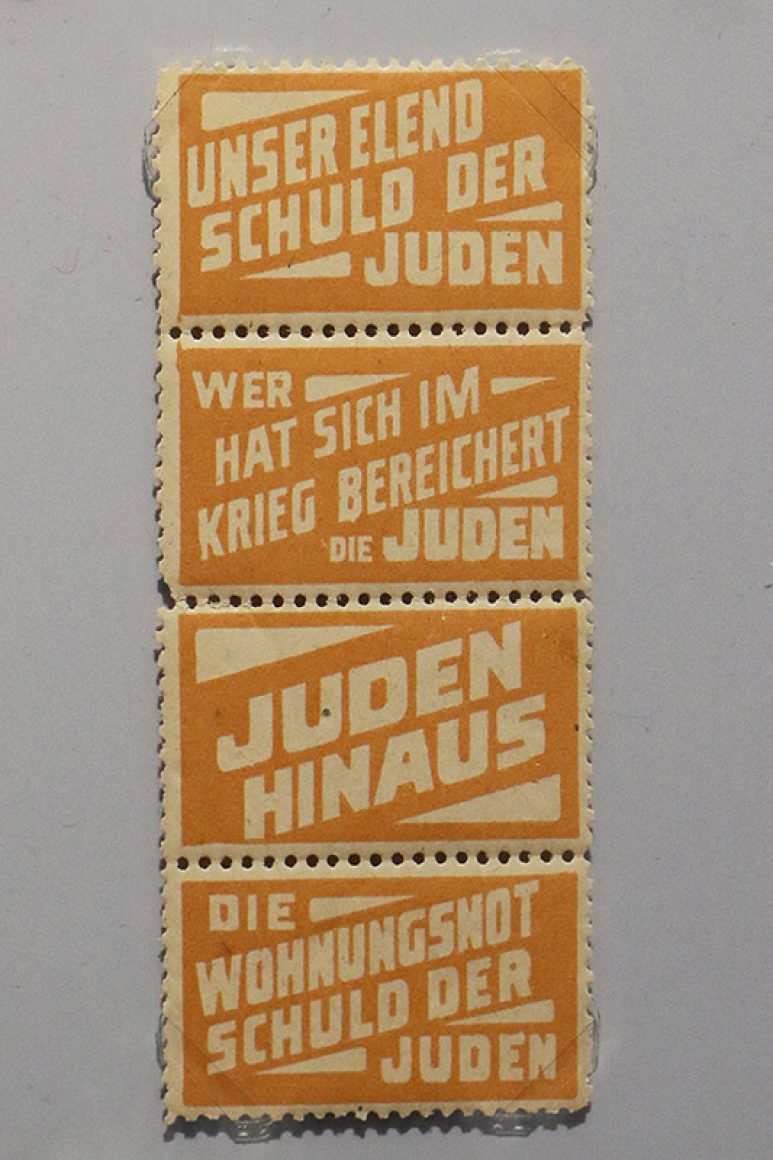 UNSER ELEND
SCHULD DER
JUDEN
WER
HAT SICH IM
KRIEG BEREICHERT
DIE JUDEN
JUDEN
HINAUS
DIE
WOHNUNGSNOT
SCHULD DER
JUDEN